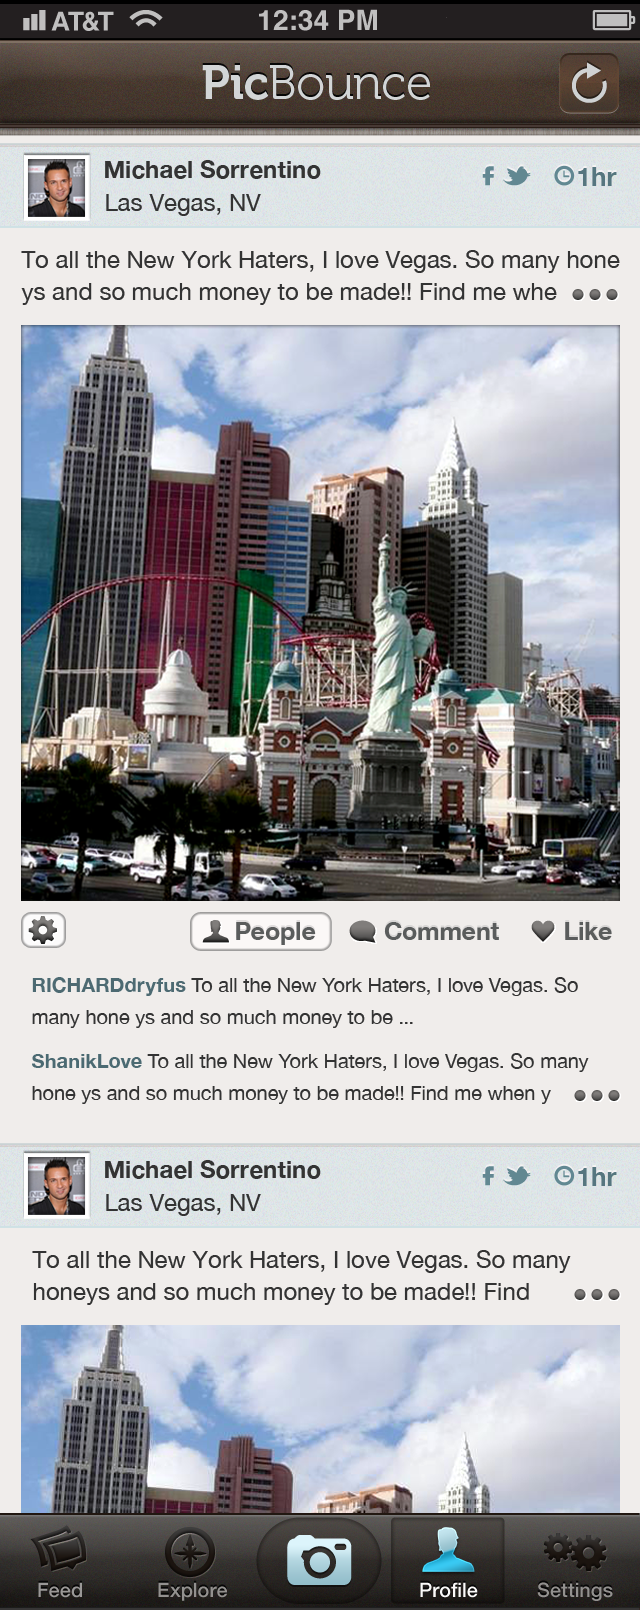 AT&T 12:34 PM
PicBounce
Michael Sorrentino
Las Vegas, NV
1hr
To all the New York Haters, I love Vegas. So many hone
ys and so much money to be made!! Find me whe
People Comment Like
RICHARDdryfus To all the New York Haters, I love Vegas. So
many hone ys and so much money to be ...
ShanikLove To all the New York Haters, I love Vegas. So many
hone ys and so much money to be made!! Find me when y
Michael Sorrentino
Las Vegas, NV
1hr
To all the New York Haters, I love Vegas. So many
honeys and so much money to be made!! Find
Feed Explore Profile Settings